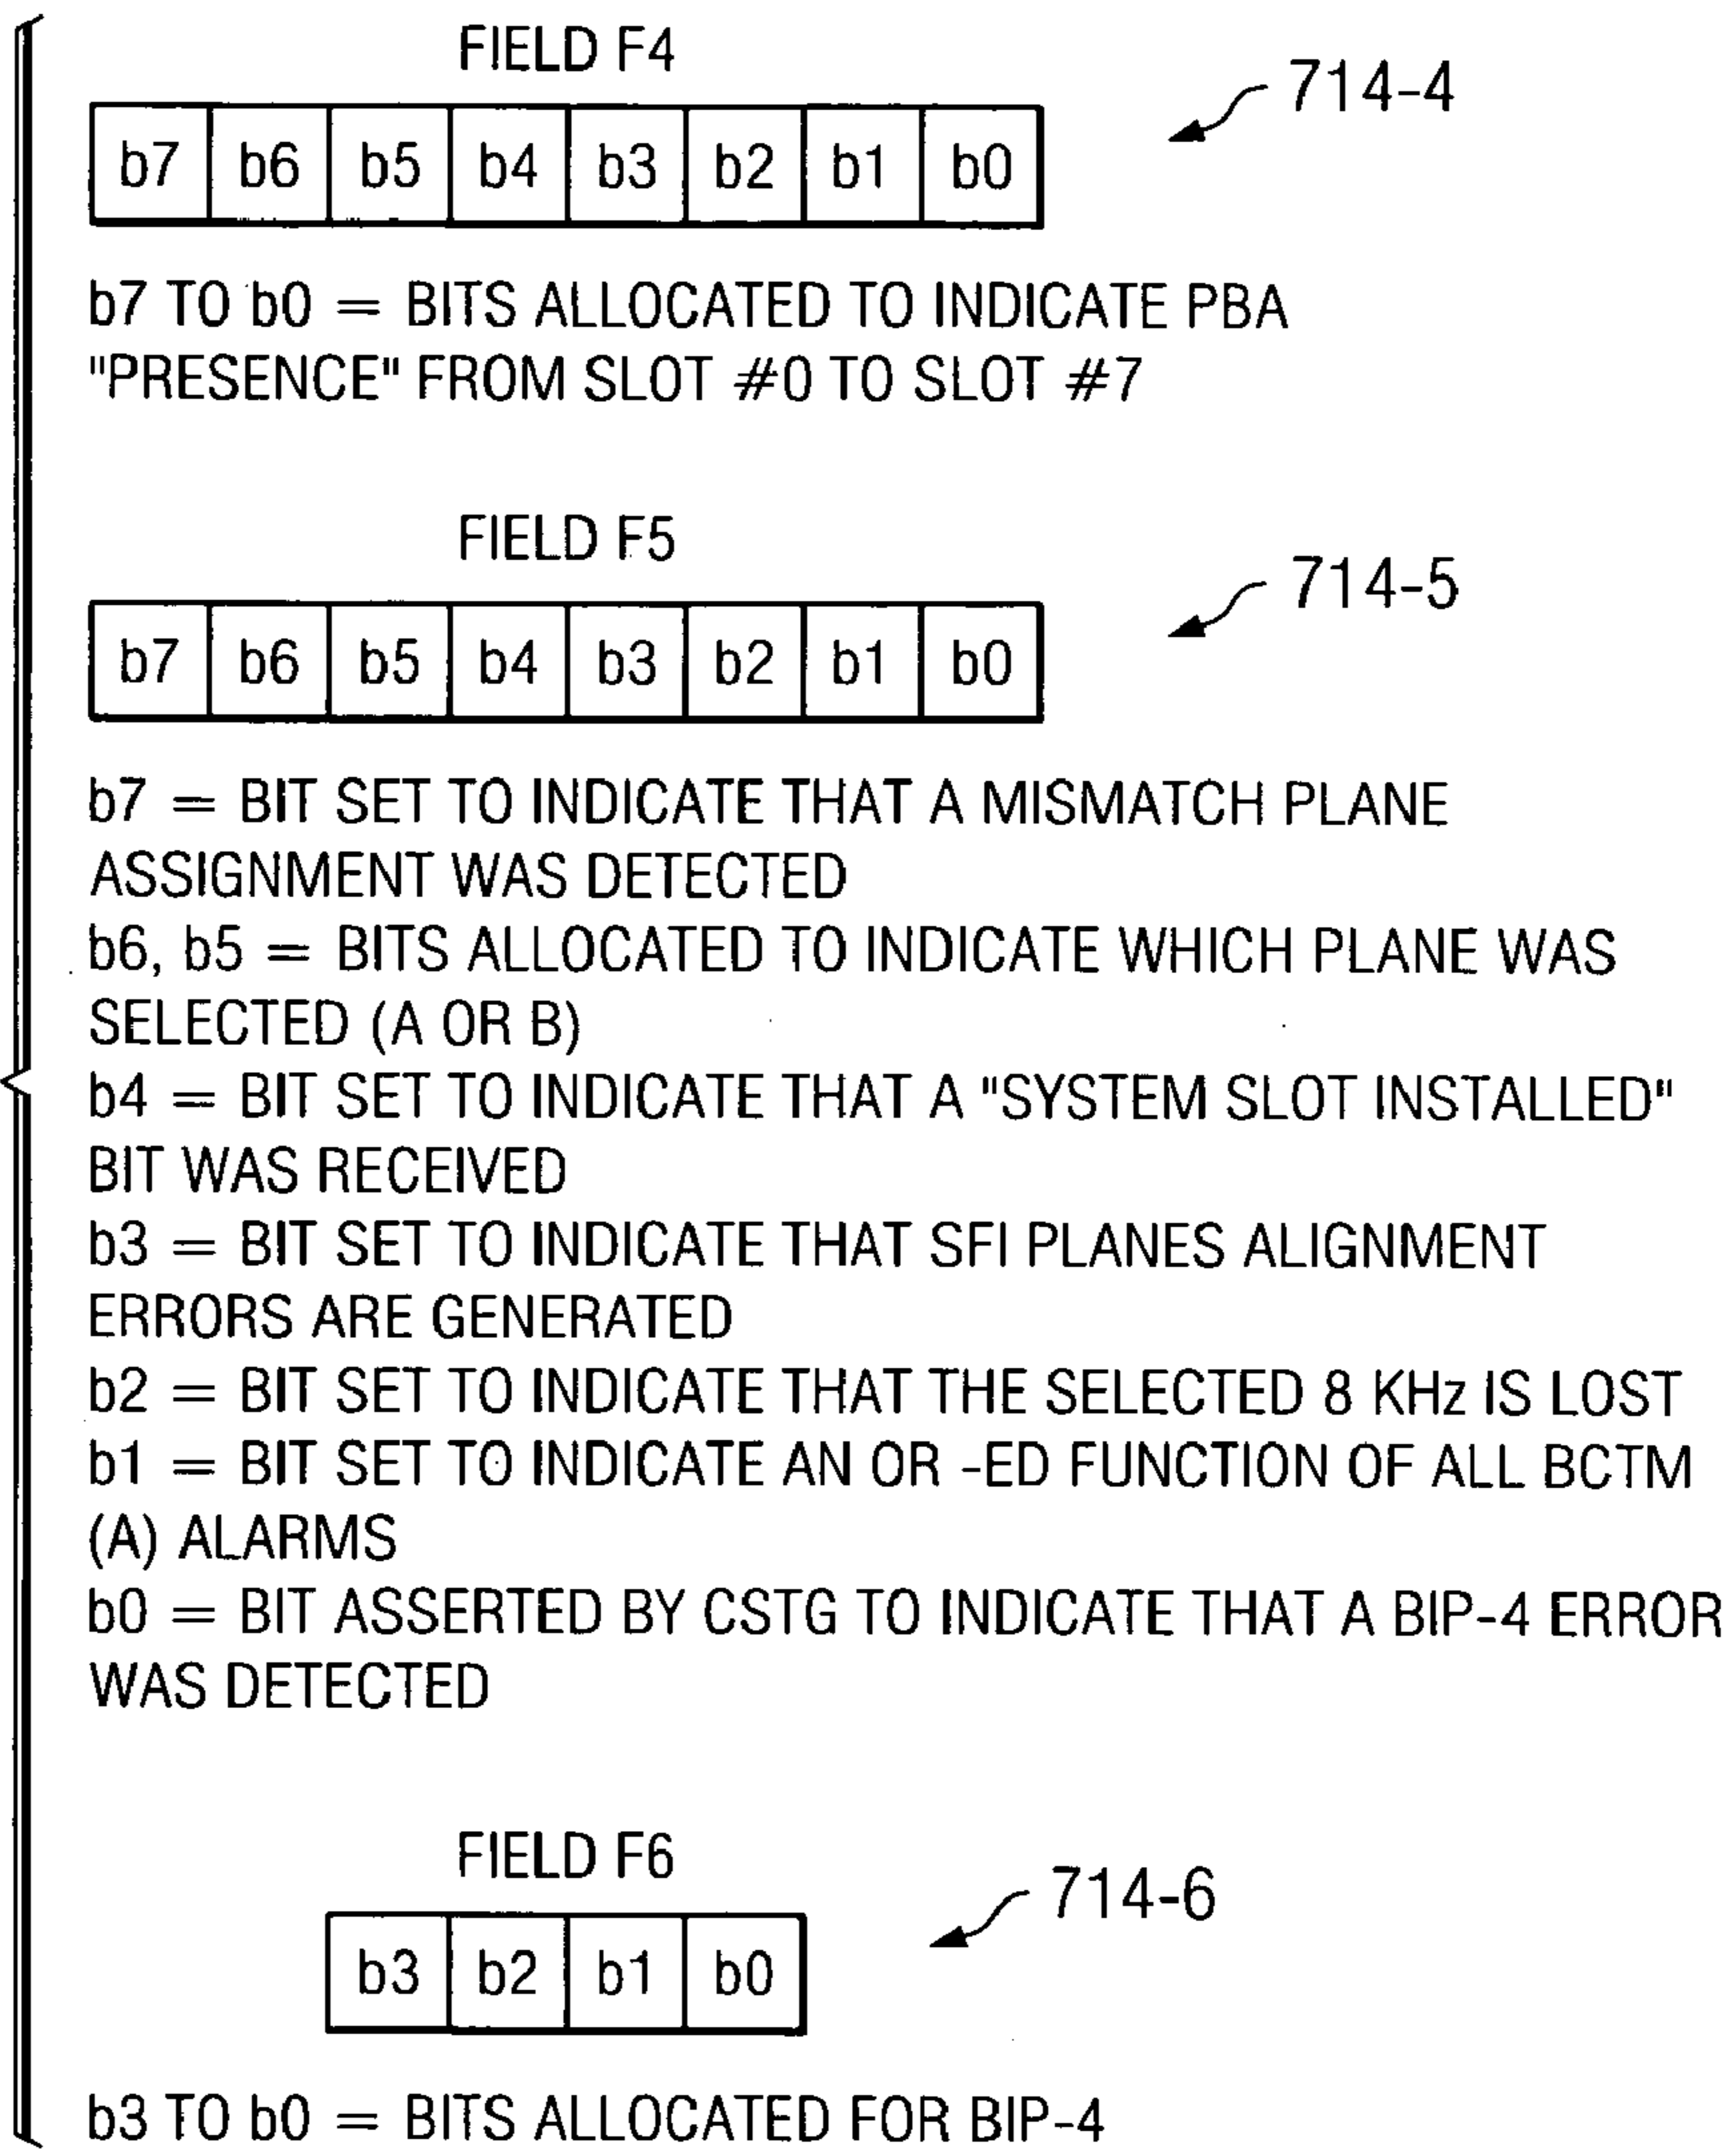 FIELD F4
714-4
b7 b6 b5 b4 b3 b2 b1 b0
b7 TO b0 = BITS ALLOCATED TO INDICATE PBA
"PRESENCE" FROM SLOT #0 TO SLOT #7
FIELD F5
714-5
b7 b6 b5 b4 b3 b2 b1 b0
b7 = BIT SET TO INDICATE THAT A MISMATCH PLANE
ASSIGNMENT WAS DETECTED
b6, b5 = BITS ALLOCATED TO INDICATE WHICH PLANE WAS
SELECTED (A OR B)
b4 = BIT SET TO INDICATE THAT A "SYSTEM SLOT INSTALLED"
BIT WAS RECEIVED
b3 = BIT SET TO INDICATE THAT SFI PLANES ALIGNMENT
ERRORS ARE GENERATED
b2 = BIT SET TO INDICATE THAT THE SELECTED 8 KHz IS LOST
b1 = BIT SET TO INDICATE AN OR -ED FUNCTION OF ALL BCTM
(A) ALARMS
b0 = BIT ASSERTED BY CSTG TO INDICATE THAT A BIP-4 ERROR
WAS DETECTED
FIELD F6
714-6
b3 b2 b1 b0
b3 TO b0 = BITS ALLOCATED FOR BIP-4